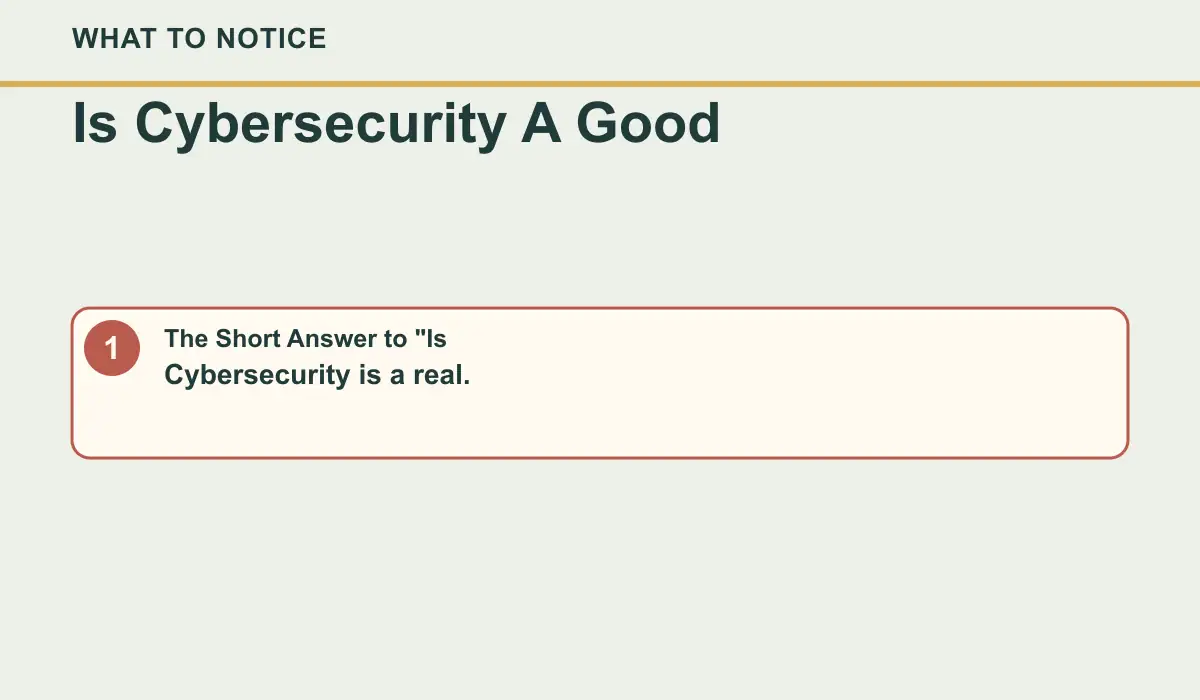 WHAT TO NOTICE
Is Cybersecurity A Good
1
The Short Answer to "Is
Cybersecurity is a real.